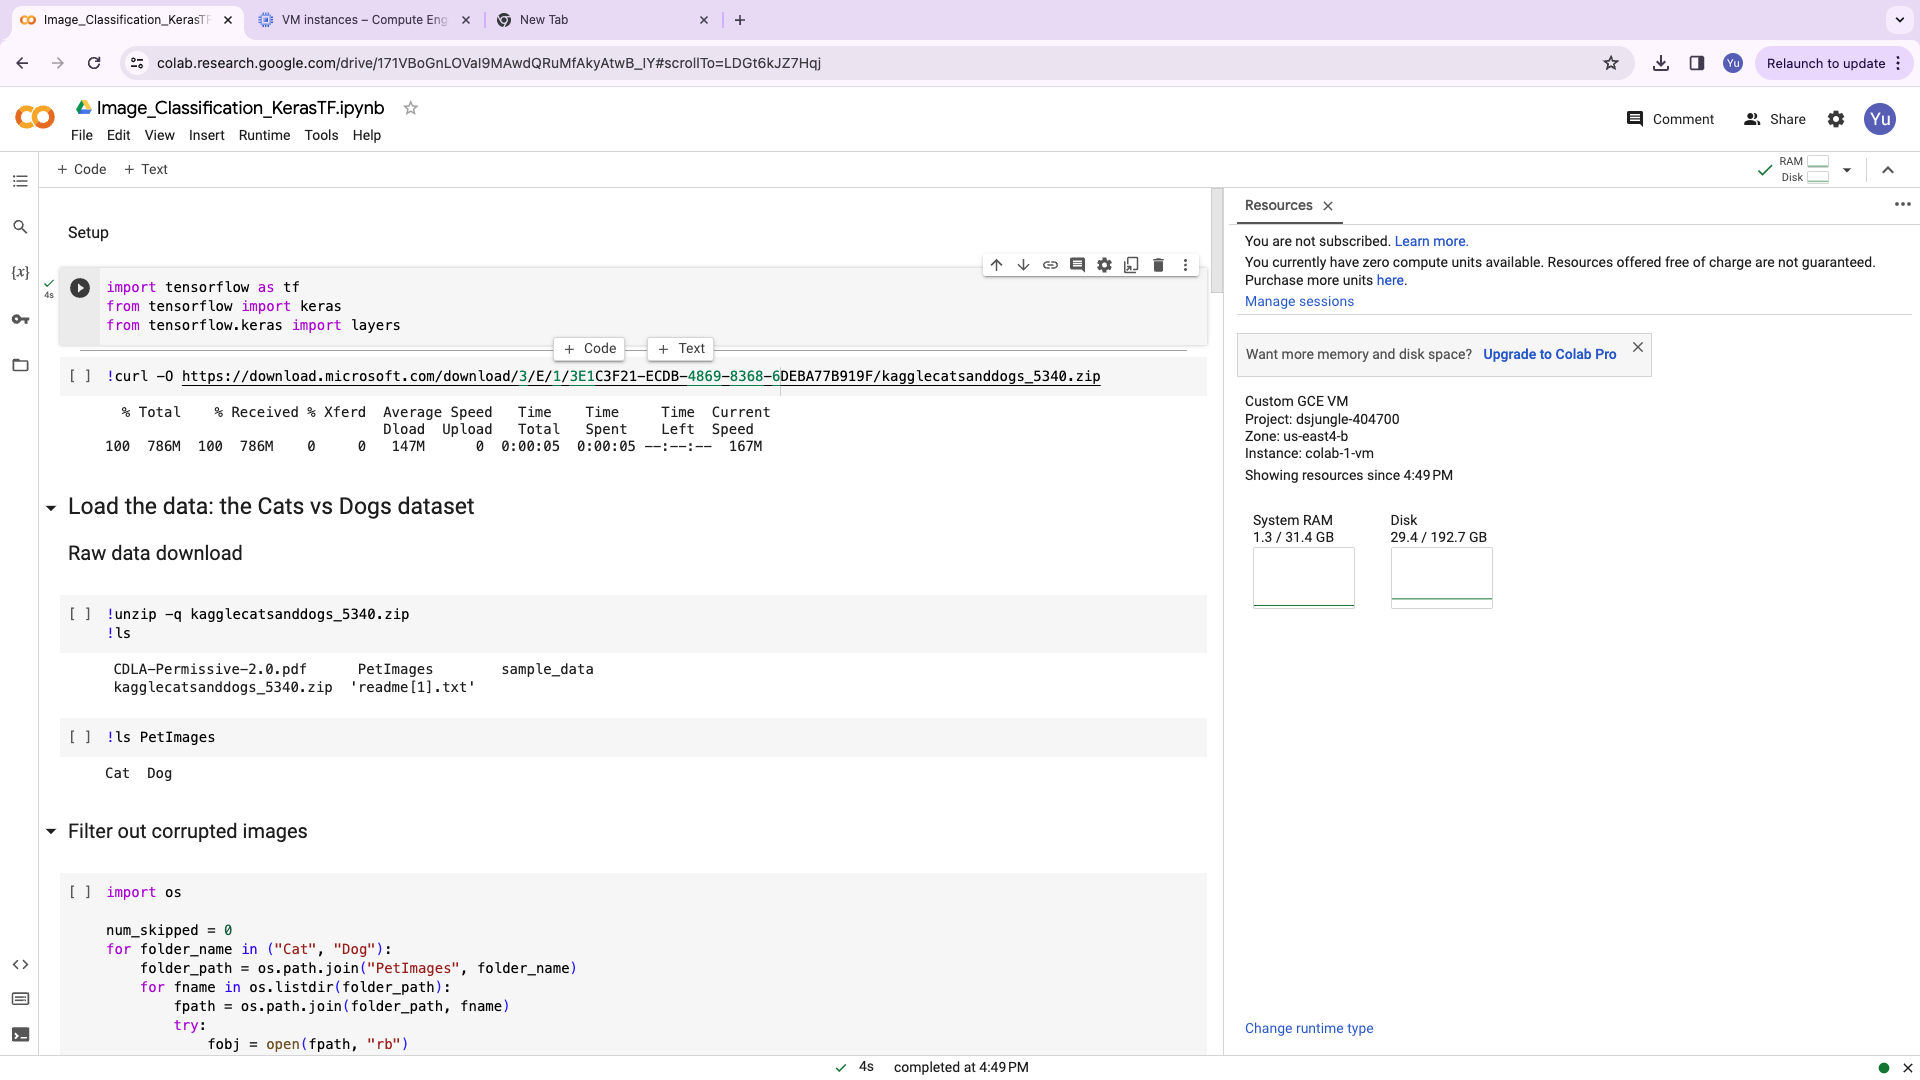 Image_Classification_KerasTF
VM instances – Compute Eng
New Tab
colab.research.google.com/drive/171VBoGnLOVaI9MAwdQRuMfAkyAtwB_lY#scrollTo=LDGt6kJZ7Hqj
Yu
Relaunch to update
Image_Classification_KerasTF.ipynb
File Edit View Insert Runtime Tools Help
Comment
Share
Yu
+ Code + Text
RAM
Disk
Setup
4s
import tensorflow as tf
from tensorflow import keras
from tensorflow.keras import layers
+ Code + Text
[ ] !curl -O https://download.microsoft.com/download/3/E/1/3E1C3F21-ECDB-4869-8368-6DEBA77B919F/kagglecatsanddogs_5340.zip
% Total % Received % Xferd Average Speed Time Time Time Current
Dload Upload Total Spent Left Speed
100 786M 100 786M 0 0 147M 0 0:00:05 0:00:05 --:--:-- 167M
Load the data: the Cats vs Dogs dataset
Raw data download
[ ] !unzip -q kagglecatsanddogs_5340.zip
!ls
CDLA-Permissive-2.0.pdf PetImages sample_data
kagglecatsanddogs_5340.zip 'readme[1].txt'
[ ] !ls PetImages
Cat Dog
Filter out corrupted images
[ ] import os
num_skipped = 0
for folder_name in ("Cat", "Dog"):
folder_path = os.path.join("PetImages", folder_name)
for fname in os.listdir(folder_path):
fpath = os.path.join(folder_path, fname)
try:
fobj = open(fpath, "rb")
Resources
You are not subscribed. Learn more.
You currently have zero compute units available. Resources offered free of charge are not guaranteed.
Purchase more units here.
Manage sessions
Want more memory and disk space? Upgrade to Colab Pro
Custom GCE VM
Project: dsjungle-404700
Zone: us-east4-b
Instance: colab-1-vm
Showing resources since 4:49 PM
System RAM
1.3 / 31.4 GB
Disk
29.4 / 192.7 GB
Change runtime type
4s completed at 4:49 PM